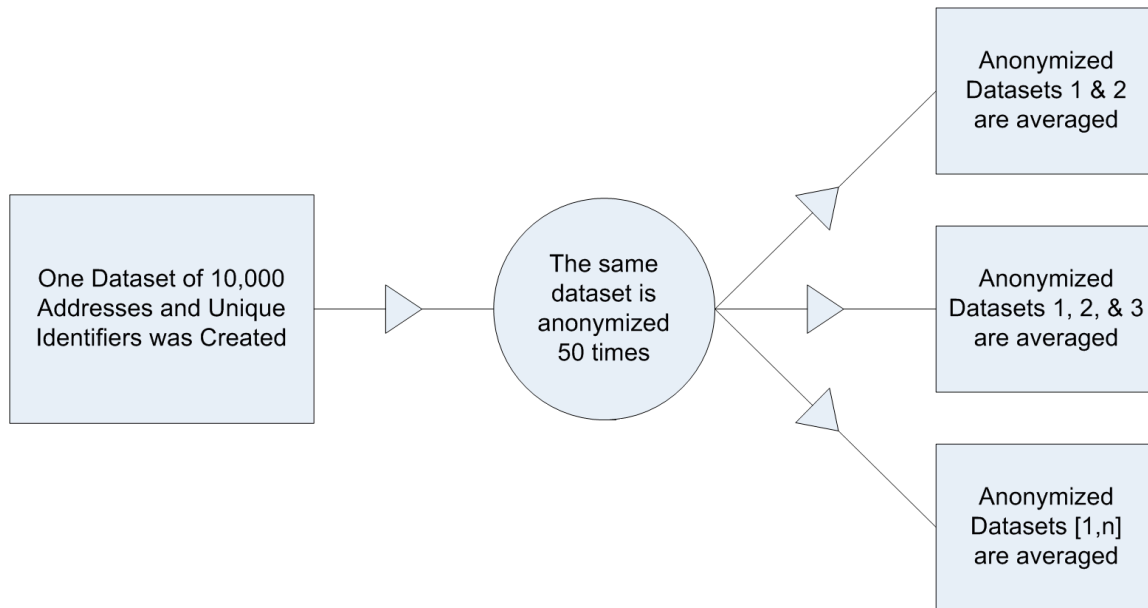 One Dataset of 10,000
Addresses and Unique
Identifiers was Created
The same
dataset is
anonymized
50 times
Anonymized
Datasets 1 & 2
are averaged
Anonymized
Datasets 1, 2, & 3
are averaged
Anonymized
Datasets [1,n]
are averaged